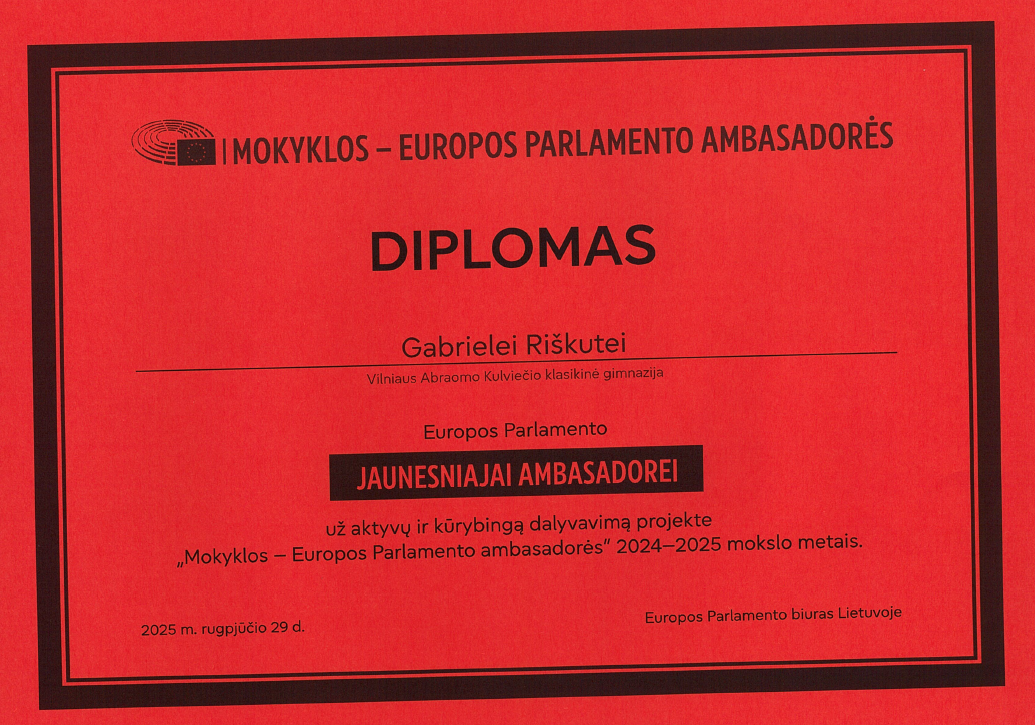 | MOKYKLOS – EUROPOS PARLAMENTO AMBASADORĖS
DIPLOMAS
Gabrielei Riškutei
Vilniaus Abraomo Kulviečio klasikinė gimnazija
Europos Parlamento
JAUNESNIAJAI AMBASADOREI
už aktyvų ir kūrybingą dalyvavimą projekte
„Mokyklos – Europos Parlamento ambasadorės“ 2024–2025 mokslo metais.
2025 m. rugpjūčio 29 d.
Europos Parlamento biuras Lietuvoje